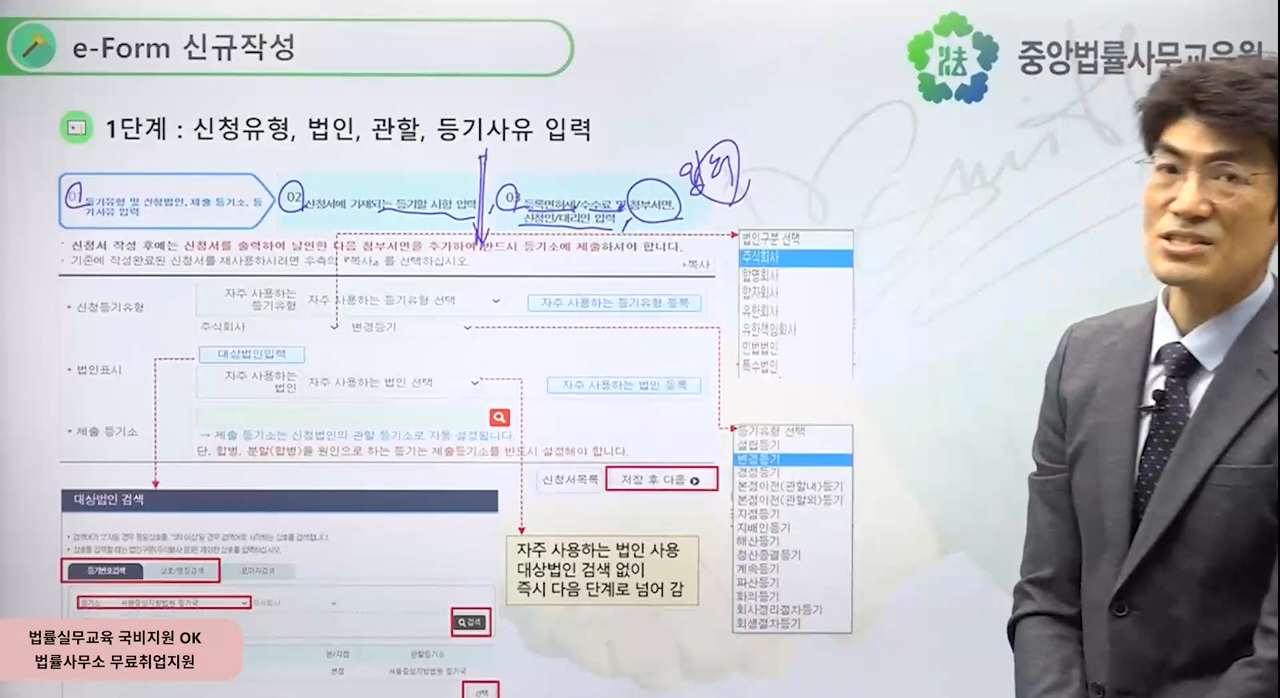 e-Form 신규작성
중앙법률사무교육원
1단계 : 신청유형, 법인, 관할, 등기사유 입력
01 등기유형 및 신청법인, 제출 등기소, 등기사유 입력
02 신청서에 기재되는 등기할 사항 입력
03 등록면허세/수수료 및 첨부서면, 신청인/대리인 입력
* 신청서 작성 후에는 신청서를 출력하여 날인한 다음 첨부서면을 추가하여 반드시 등기소에 제출하셔야 합니다.
* 기존에 작성완료된 신청서를 재사용하시려면 우측의 『복사』를 선택하십시오.
복사
신청등기유형
자주 사용하는 등기유형
자주 사용하는 등기유형 선택
자주 사용하는 등기유형 등록
주식회사
변경등기
법인표시
대상법인입력
자주 사용하는 법인
자주 사용하는 법인 선택
자주 사용하는 법인 등록
제출 등기소
→ 제출 등기소는 신청법인의 관할 등기소로 자동 설정됩니다.
단, 합병, 분할(합병)을 원인으로 하는 등기는 제출등기소를 반드시 설정해야 합니다.
신청서목록
저장 후 다음
법인구분 선택
주식회사
합명회사
합자회사
유한회사
유한책임회사
민법법인
특수법인
등기유형 선택
설립등기
변경등기
경정등기
본점이전(관할내)등기
본점이전(관할외)등기
지점등기
지배인등기
해산등기
청산종결등기
계속등기
파산등기
화의등기
회사정리절차등기
회생절차등기
대상법인 검색
등기번호검색
상호/명칭검색
로마자검색
등기소
서울중앙지방법원 등기국
주식회사
검색
본/지점
관할등기소
본점
서울중앙지방법원 등기국
선택
자주 사용하는 법인 사용
대상법인 검색 없이
즉시 다음 단계로 넘어 감
법률실무교육 국비지원 OK
법률사무소 무료취업지원